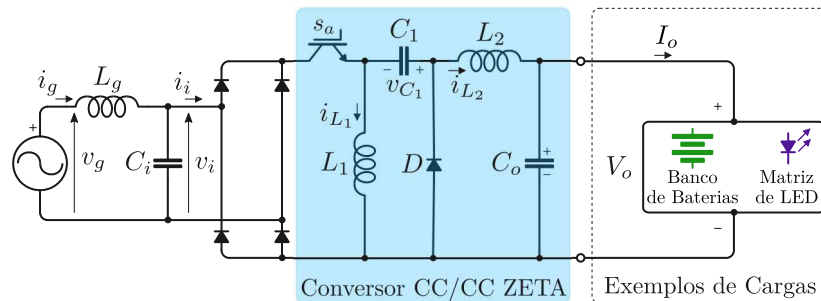 s_a
C_1
L_2
I_o
i_g
L_g
i_i
v_{C_1}
i_{L_2}
i_{L_1}
v_g
C_i
v_i
L_1
D
C_o
V_o
Banco
de Baterias
Matriz
de LED
Conversor CC/CC ZETA
Exemplos de Cargas